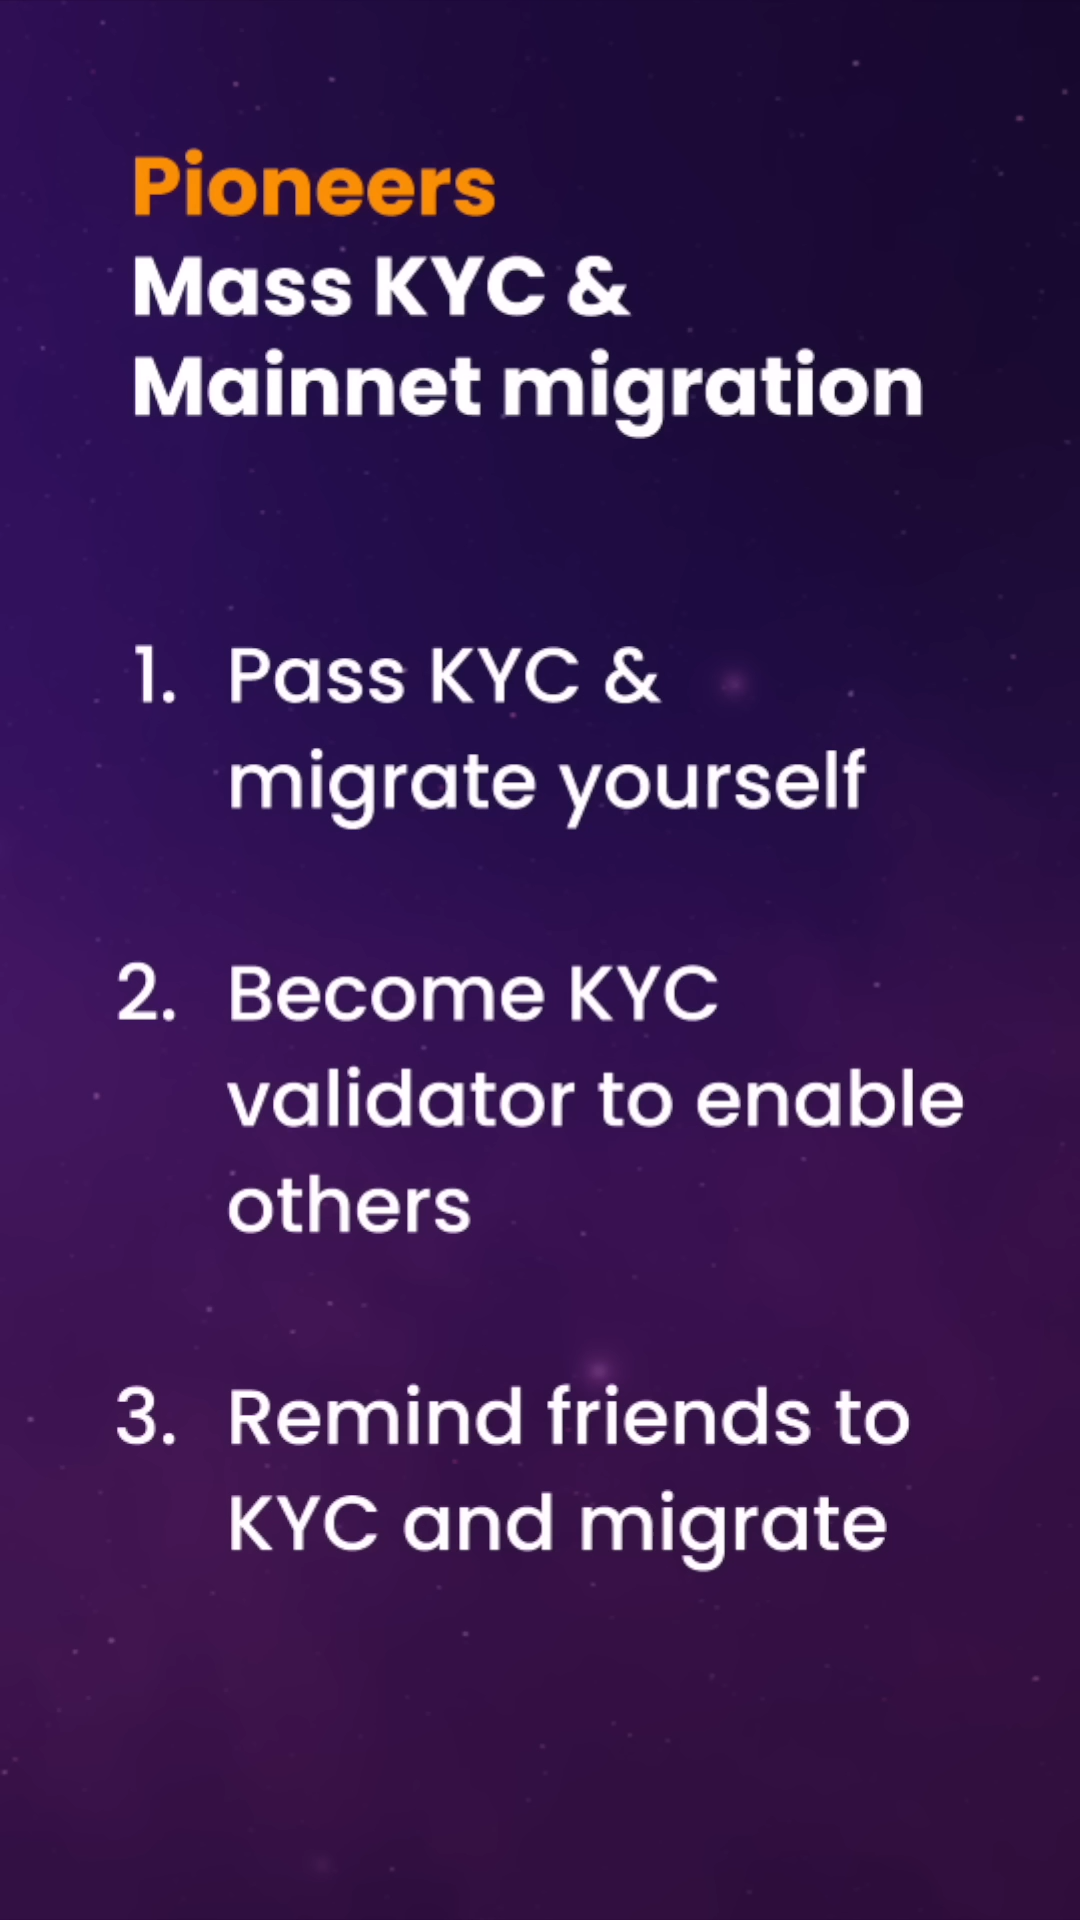 Pioneers
Mass KYC &
Mainnet migration
1. Pass KYC &
migrate yourself
2. Become KYC
validator to enable
others
3. Remind friends to
KYC and migrate